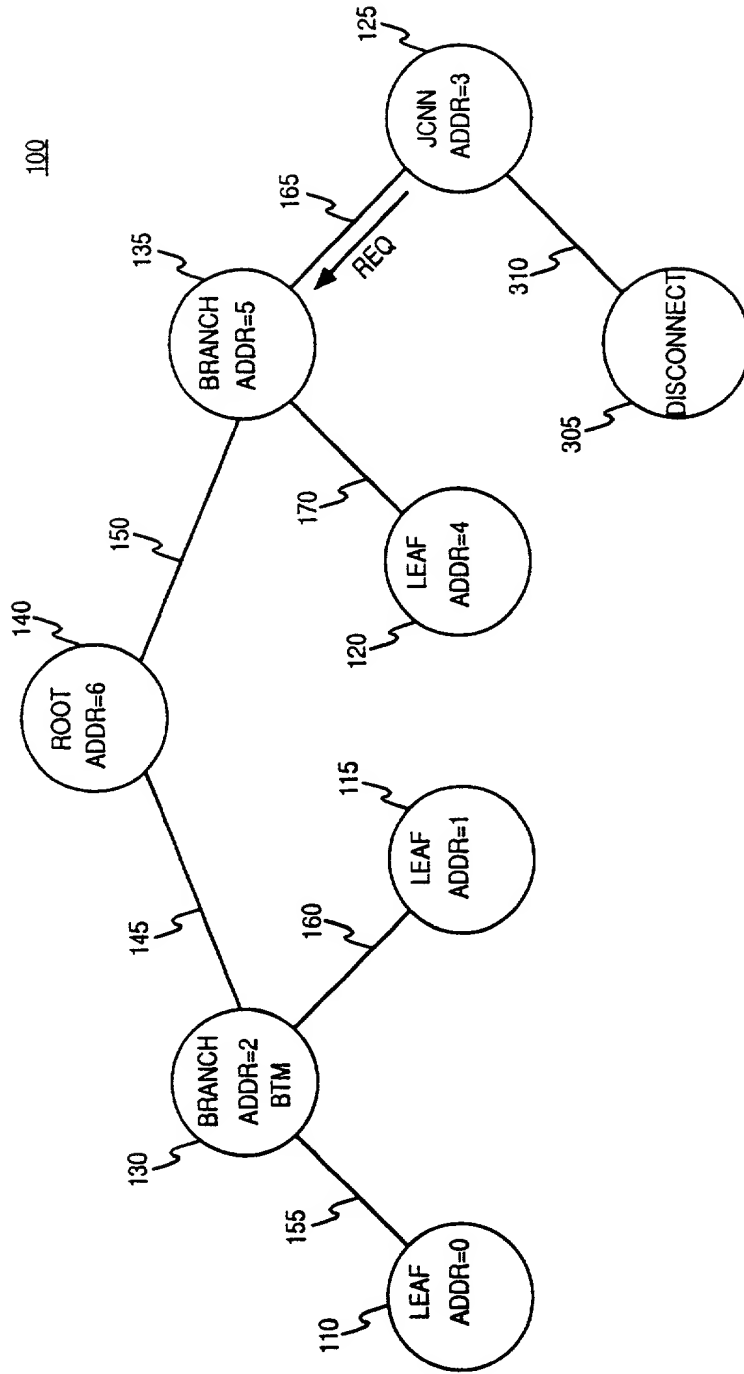 100
140
ROOT
ADDR=6
145
150
130
BRANCH
ADDR=2
BTM
135
BRANCH
ADDR=5
155
160
170
165
REQ
110
LEAF
ADDR=0
115
LEAF
ADDR=1
120
LEAF
ADDR=4
125
JCNN
ADDR=3
310
305
DISCONNECT